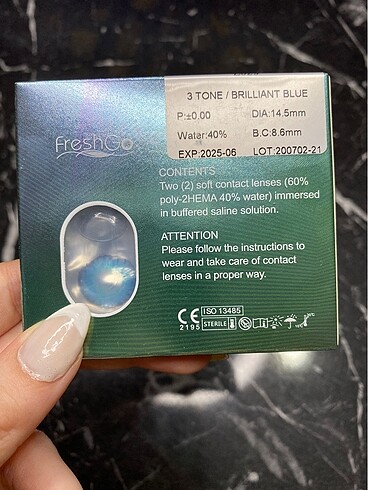 3 TONE / BRILLIANT BLUE
P:±0.00 DIA:14.5mm
Water:40% B.C:8.6mm
EXP:2025-06 LOT:200702-21
FreshGo
CONTENTS
Two (2) soft contact lenses (60%
poly-2HEMA 40% water) immersed
in buffered saline solution.
ATTENTION
Please follow the instructions to
wear and take care of contact
lenses in a proper way.
CE ISO 13485
2195 STERILE